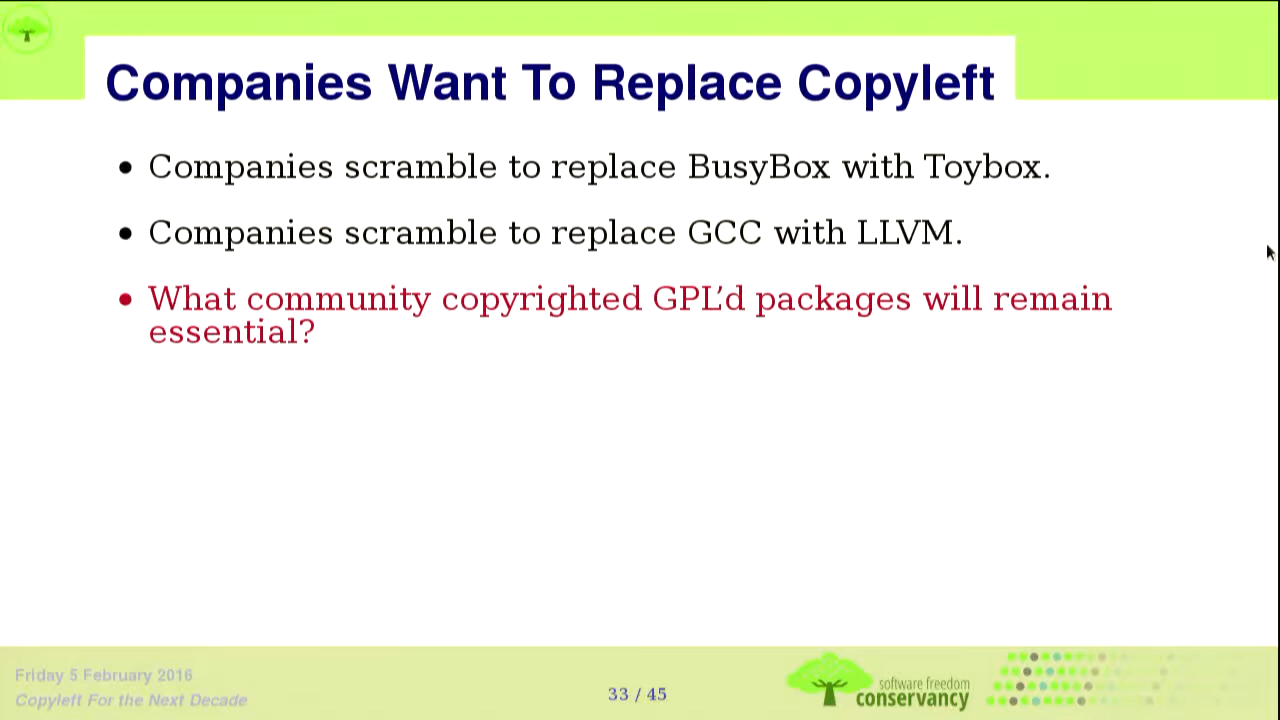 Companies Want To Replace Copyleft
• Companies scramble to replace BusyBox with Toybox.
• Companies scramble to replace GCC with LLVM.
• What community copyrighted GPL’d packages will remain
essential?
Friday 5 February 2016
Copyleft For the Next Decade
33 / 45
software freedom
conservancy